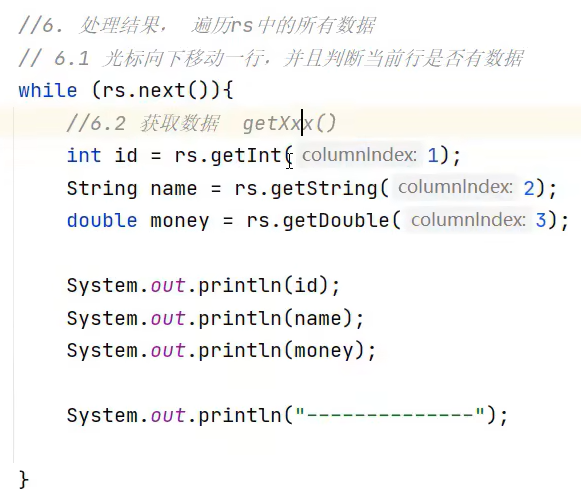 //6. 处理结果， 遍历rs中的所有数据
// 6.1 光标向下移动一行，并且判断当前行是否有数据
while (rs.next()){
//6.2 获取数据  getXxx()
int id = rs.getInt( columnIndex: 1);
String name = rs.getString( columnIndex: 2);
double money = rs.getDouble( columnIndex: 3);
System.out.println(id);
System.out.println(name);
System.out.println(money);
System.out.println("--------------");
}